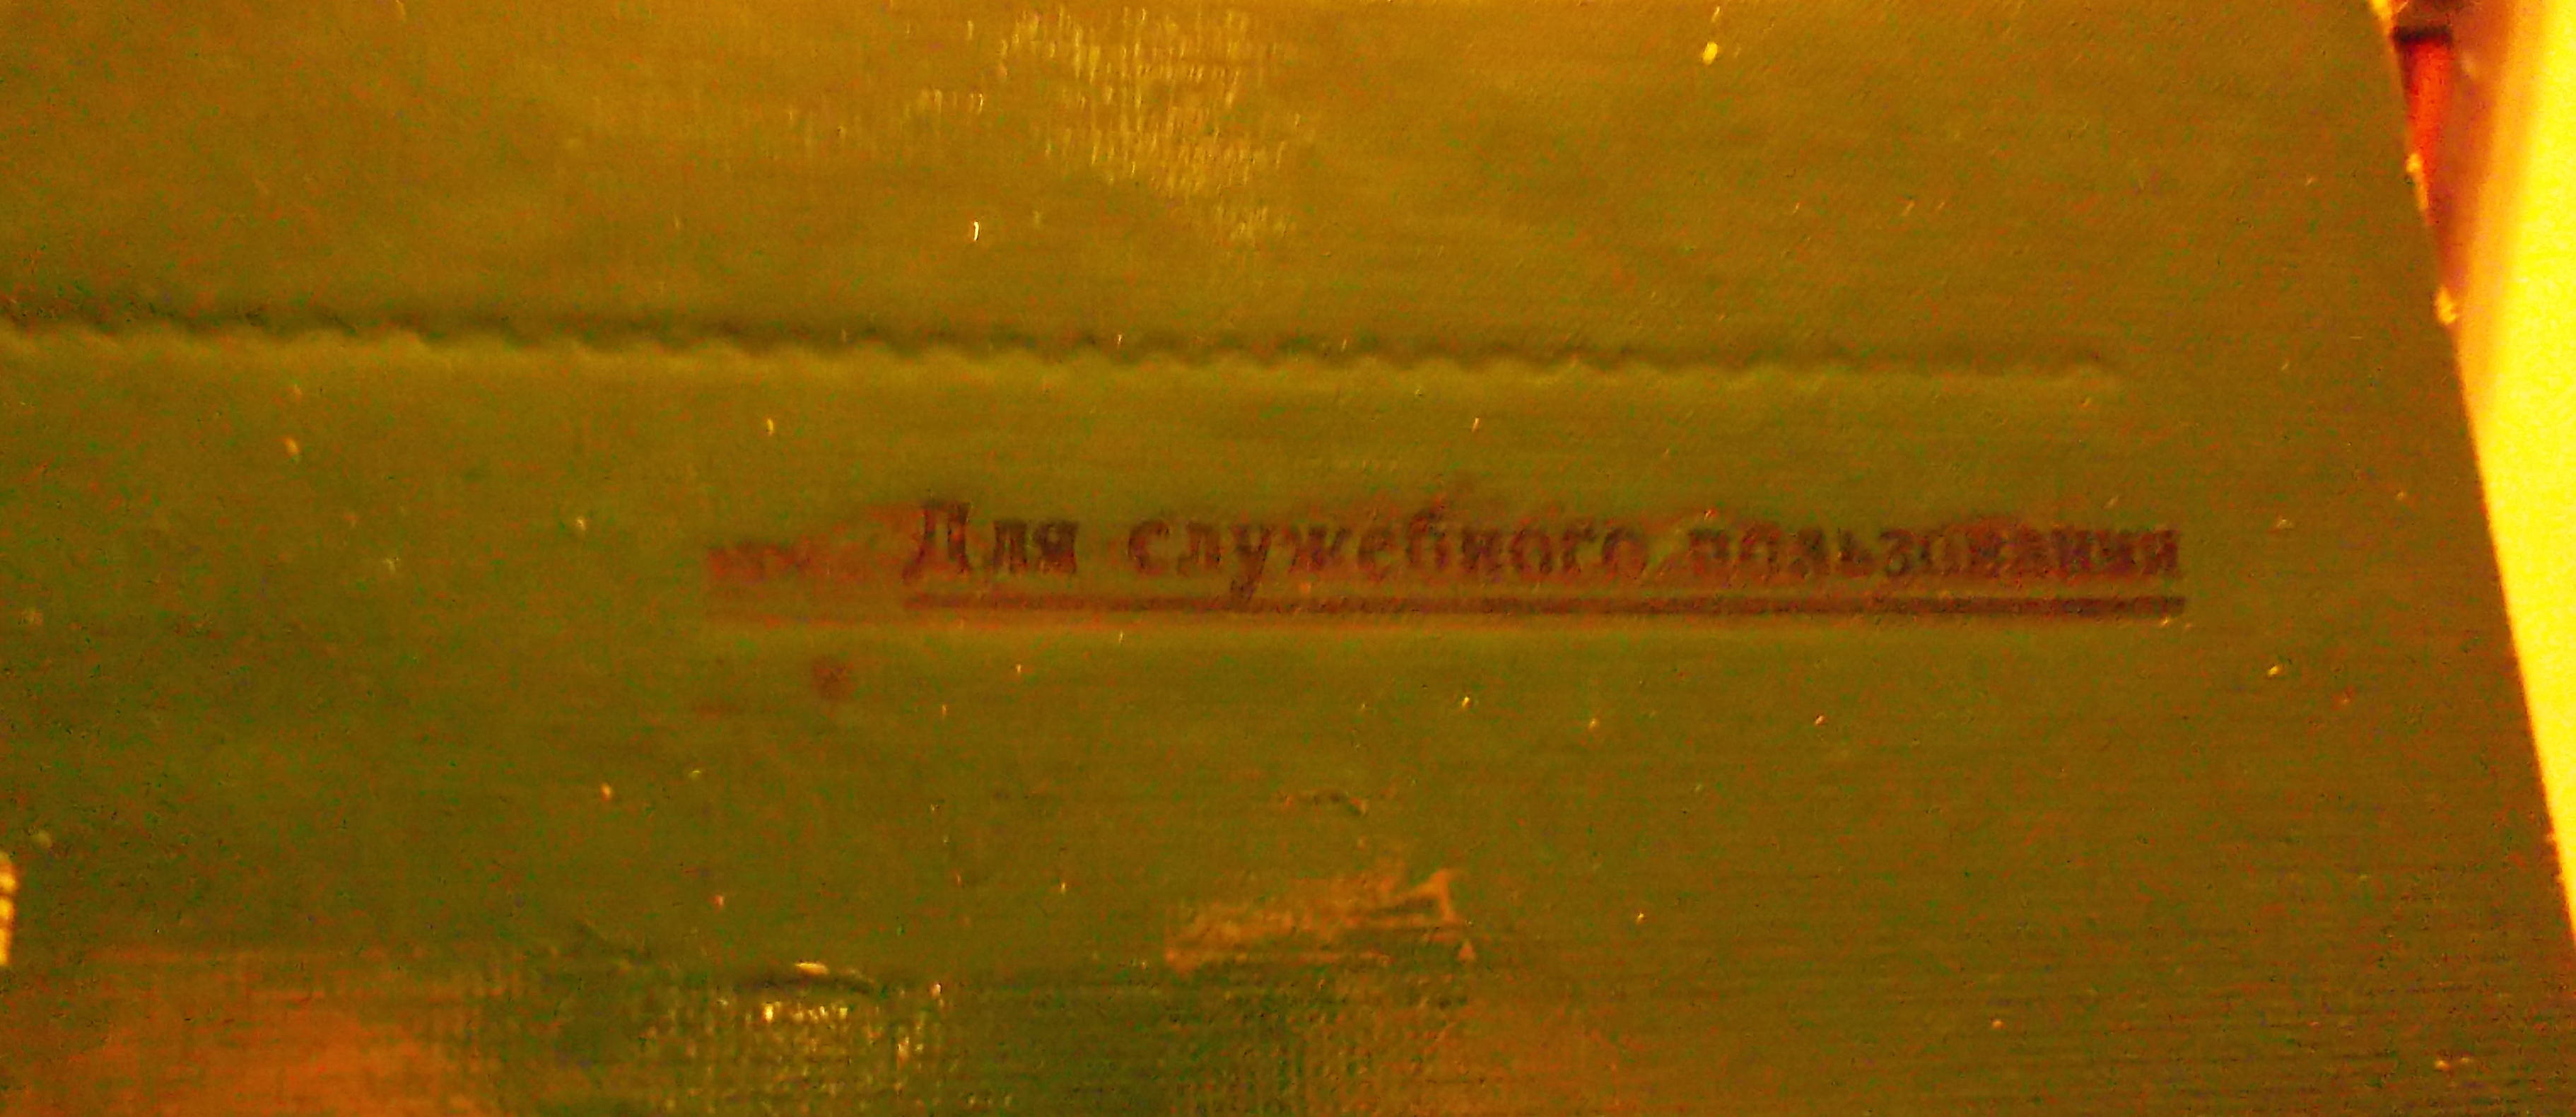 Для служебного пользования